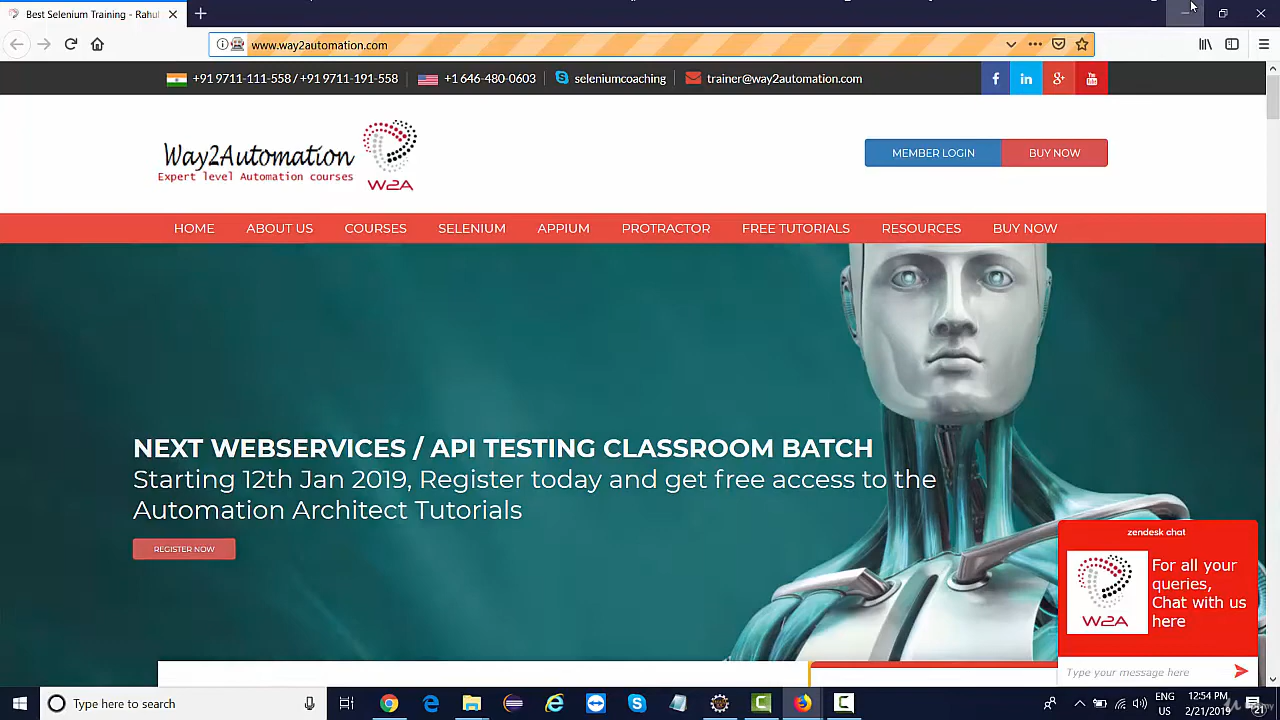 Best Selenium Training - Rahul
www.way2automation.com
+91 9711-111-558 / +91 9711-191-558
+1 646-480-0603
seleniumcoaching
trainer@way2automation.com
Way2Automation
Expert level Automation courses
W2A
MEMBER LOGIN
BUY NOW
HOME
ABOUT US
COURSES
SELENIUM
APPIUM
PROTRACTOR
FREE TUTORIALS
RESOURCES
BUY NOW
NEXT WEBSERVICES / API TESTING CLASSROOM BATCH
Starting 12th Jan 2019, Register today and get free access to the
Automation Architect Tutorials
REGISTER NOW
zendesk chat
W2A
For all your
queries,
Chat with us
here
Type your message here
Type here to search
ENG
US
12:54 PM
2/21/2019
21